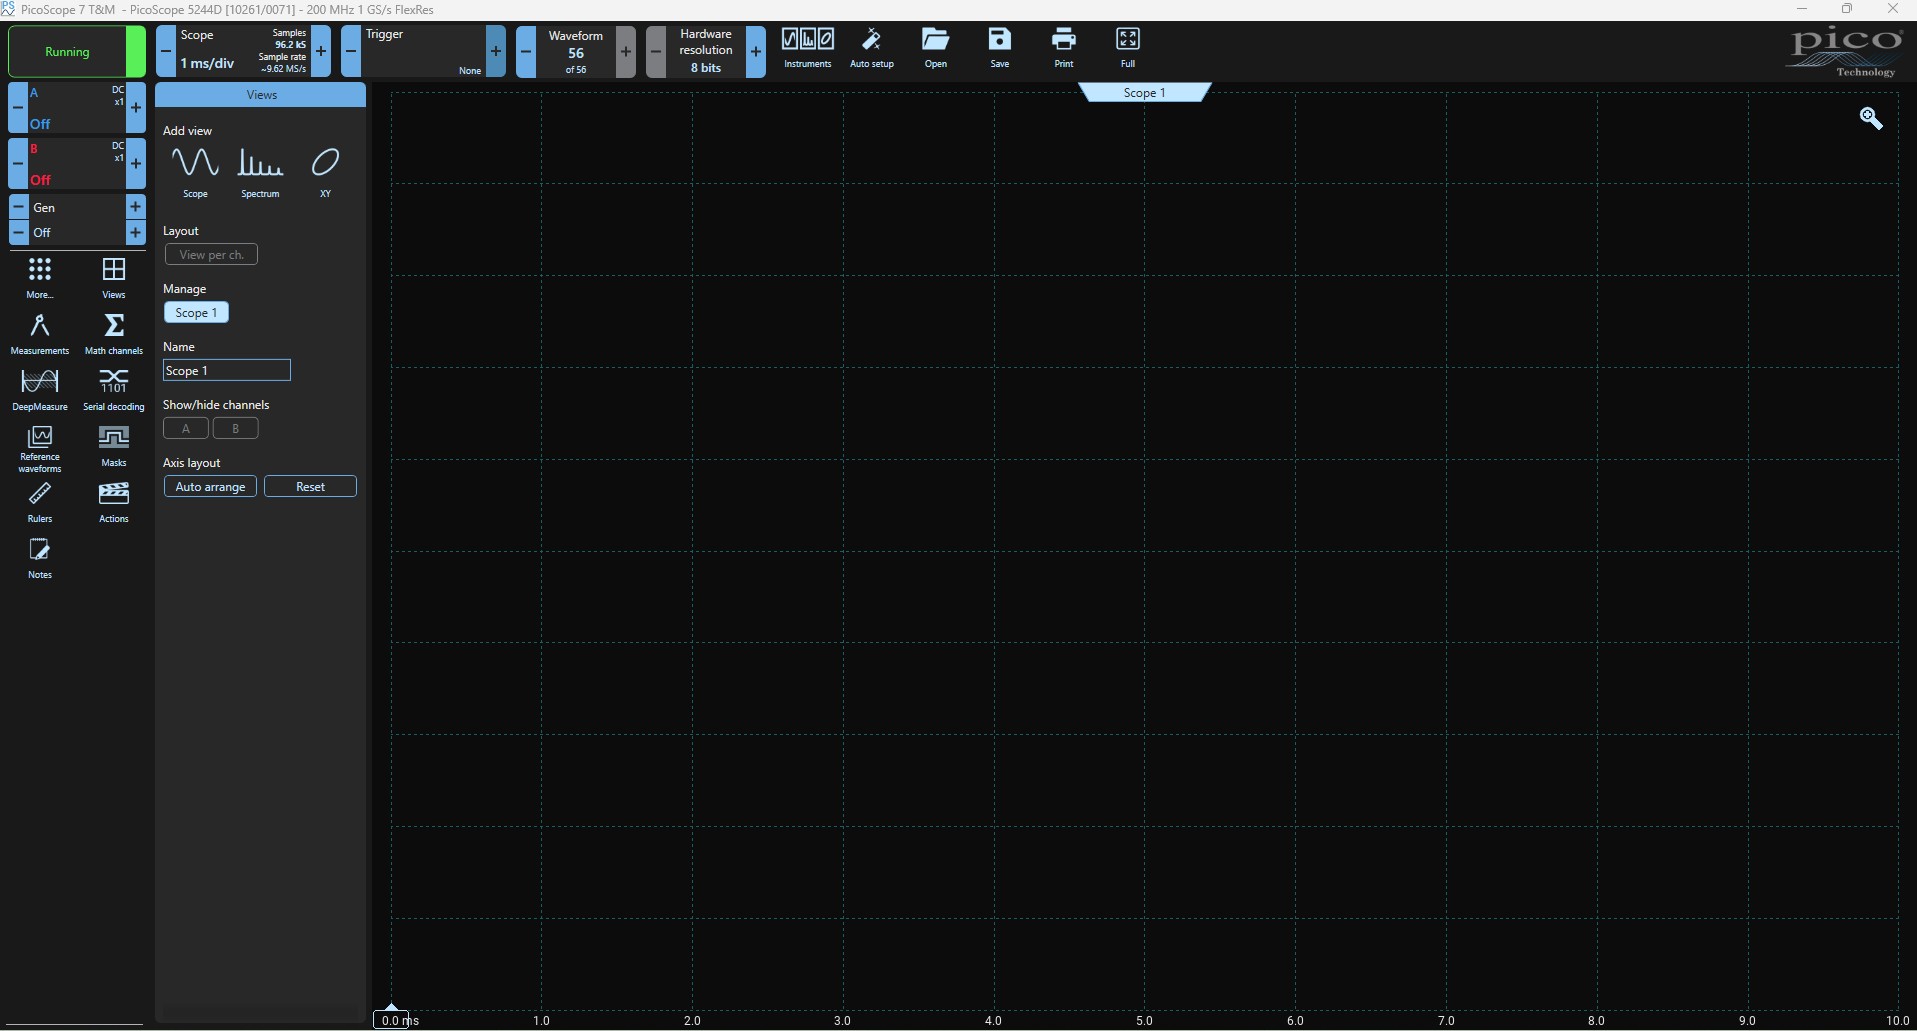 PicoScope 7 T&M - PicoScope 5244D [10261/0071] - 200 MHz 1 GS/s FlexRes
Running
Scope
1 ms/div
Samples
96.2 kS
Sample rate
~9.62 MS/s
Trigger
None
Waveform
56
of 56
Hardware
resolution
8 bits
Instruments
Auto setup
Open
Save
Print
Full
pico
Technology
A
DC
x1
Off
B
DC
x1
Off
Gen
Off
More...
Views
Measurements
Math channels
DeepMeasure
1101
Serial decoding
Reference
waveforms
Masks
Rulers
Actions
Notes
Views
Add view
Scope
Spectrum
XY
Layout
View per ch.
Manage
Scope 1
Name
Scope 1
Show/hide channels
A
B
Axis layout
Auto arrange
Reset
Scope 1
0.0 ms
1.0
2.0
3.0
4.0
5.0
6.0
7.0
8.0
9.0
10.0